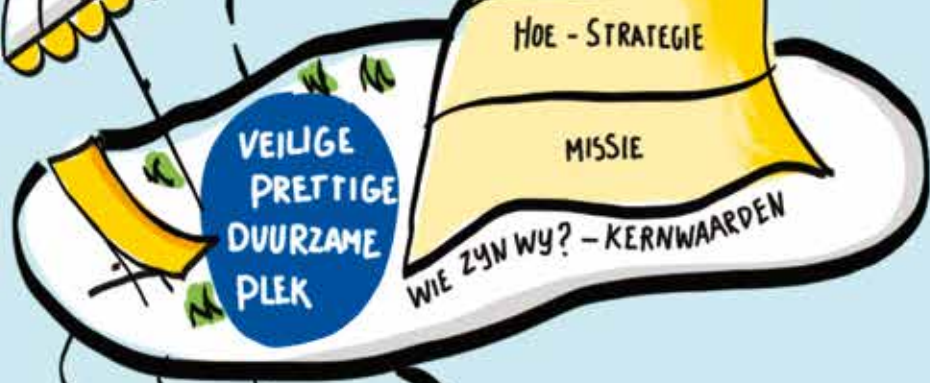 HOE - STRATEGIE
MISSIE
VEILIGE
PRETTIGE
DUURZAME
PLEK
WIE ZYN WY? - KERNWAARDEN